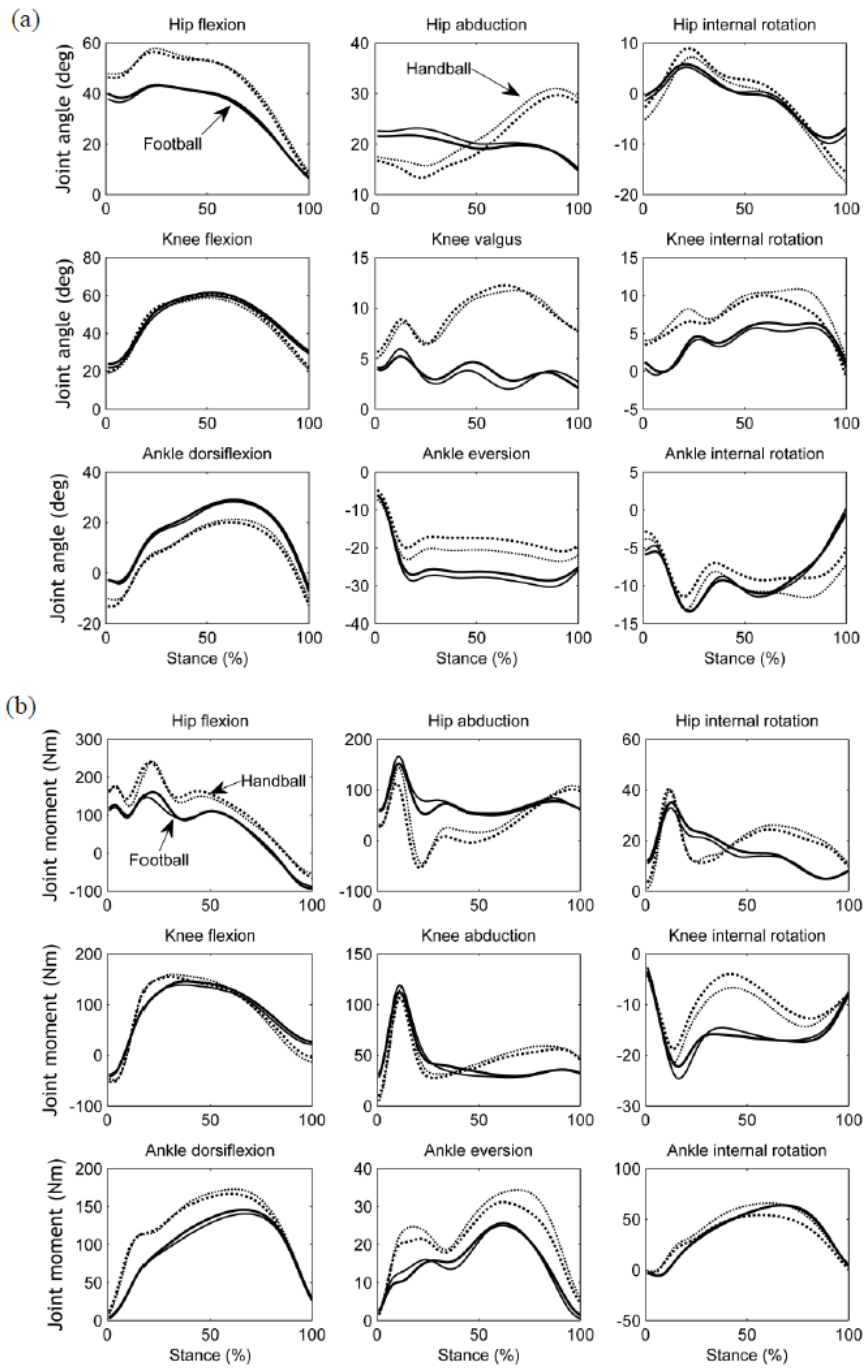 (a)
Hip flexion Hip abduction Hip internal rotation
Joint angle (deg)
60
40
20
0
0 50 100
Football
40
30
20
10
0 50 100
Handball
10
0
-10
-20
0 50 100
Knee flexion Knee valgus Knee internal rotation
Joint angle (deg)
80
60
40
20
0
0 50 100
15
10
5
0
0 50 100
15
10
5
0
-5
0 50 100
Ankle dorsiflexion Ankle eversion Ankle internal rotation
Joint angle (deg)
40
20
0
-20
0 50 100
0
-10
-20
-30
-40
0 50 100
5
0
-5
-10
-15
0 50 100
Stance (%) Stance (%) Stance (%)
(b)
Hip flexion Hip abduction Hip internal rotation
Joint moment (Nm)
300
200
100
0
-100
0 50 100
Handball
Football
200
100
0
-100
0 50 100
60
40
20
0
0 50 100
Knee flexion Knee abduction Knee internal rotation
Joint moment (Nm)
200
100
0
-100
0 50 100
150
100
50
0
0 50 100
0
-10
-20
-30
0 50 100
Ankle dorsiflexion Ankle eversion Ankle internal rotation
Joint moment (Nm)
200
150
100
50
0
0 50 100
40
30
20
10
0
0 50 100
100
50
0
-50
0 50 100
Stance (%) Stance (%) Stance (%)